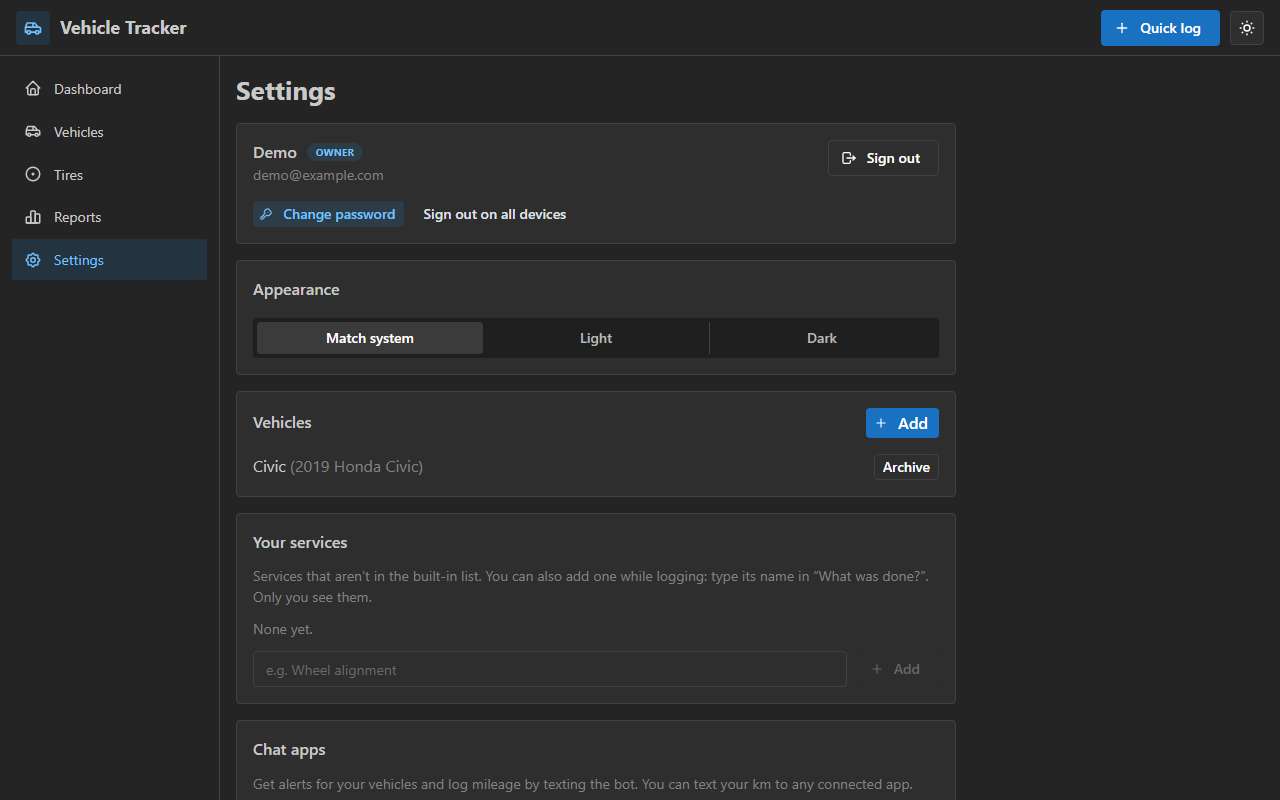 Vehicle Tracker
Quick log
Dashboard
Vehicles
Tires
Reports
Settings
Settings
Demo OWNER
demo@example.com
Sign out
Change password
Sign out on all devices
Appearance
Match system
Light
Dark
Vehicles
Add
Civic (2019 Honda Civic)
Archive
Your services
Services that aren't in the built-in list. You can also add one while logging: type its name in “What was done?”.
Only you see them.
None yet.
e.g. Wheel alignment
Add
Chat apps
Get alerts for your vehicles and log mileage by texting the bot. You can text your km to any connected app.